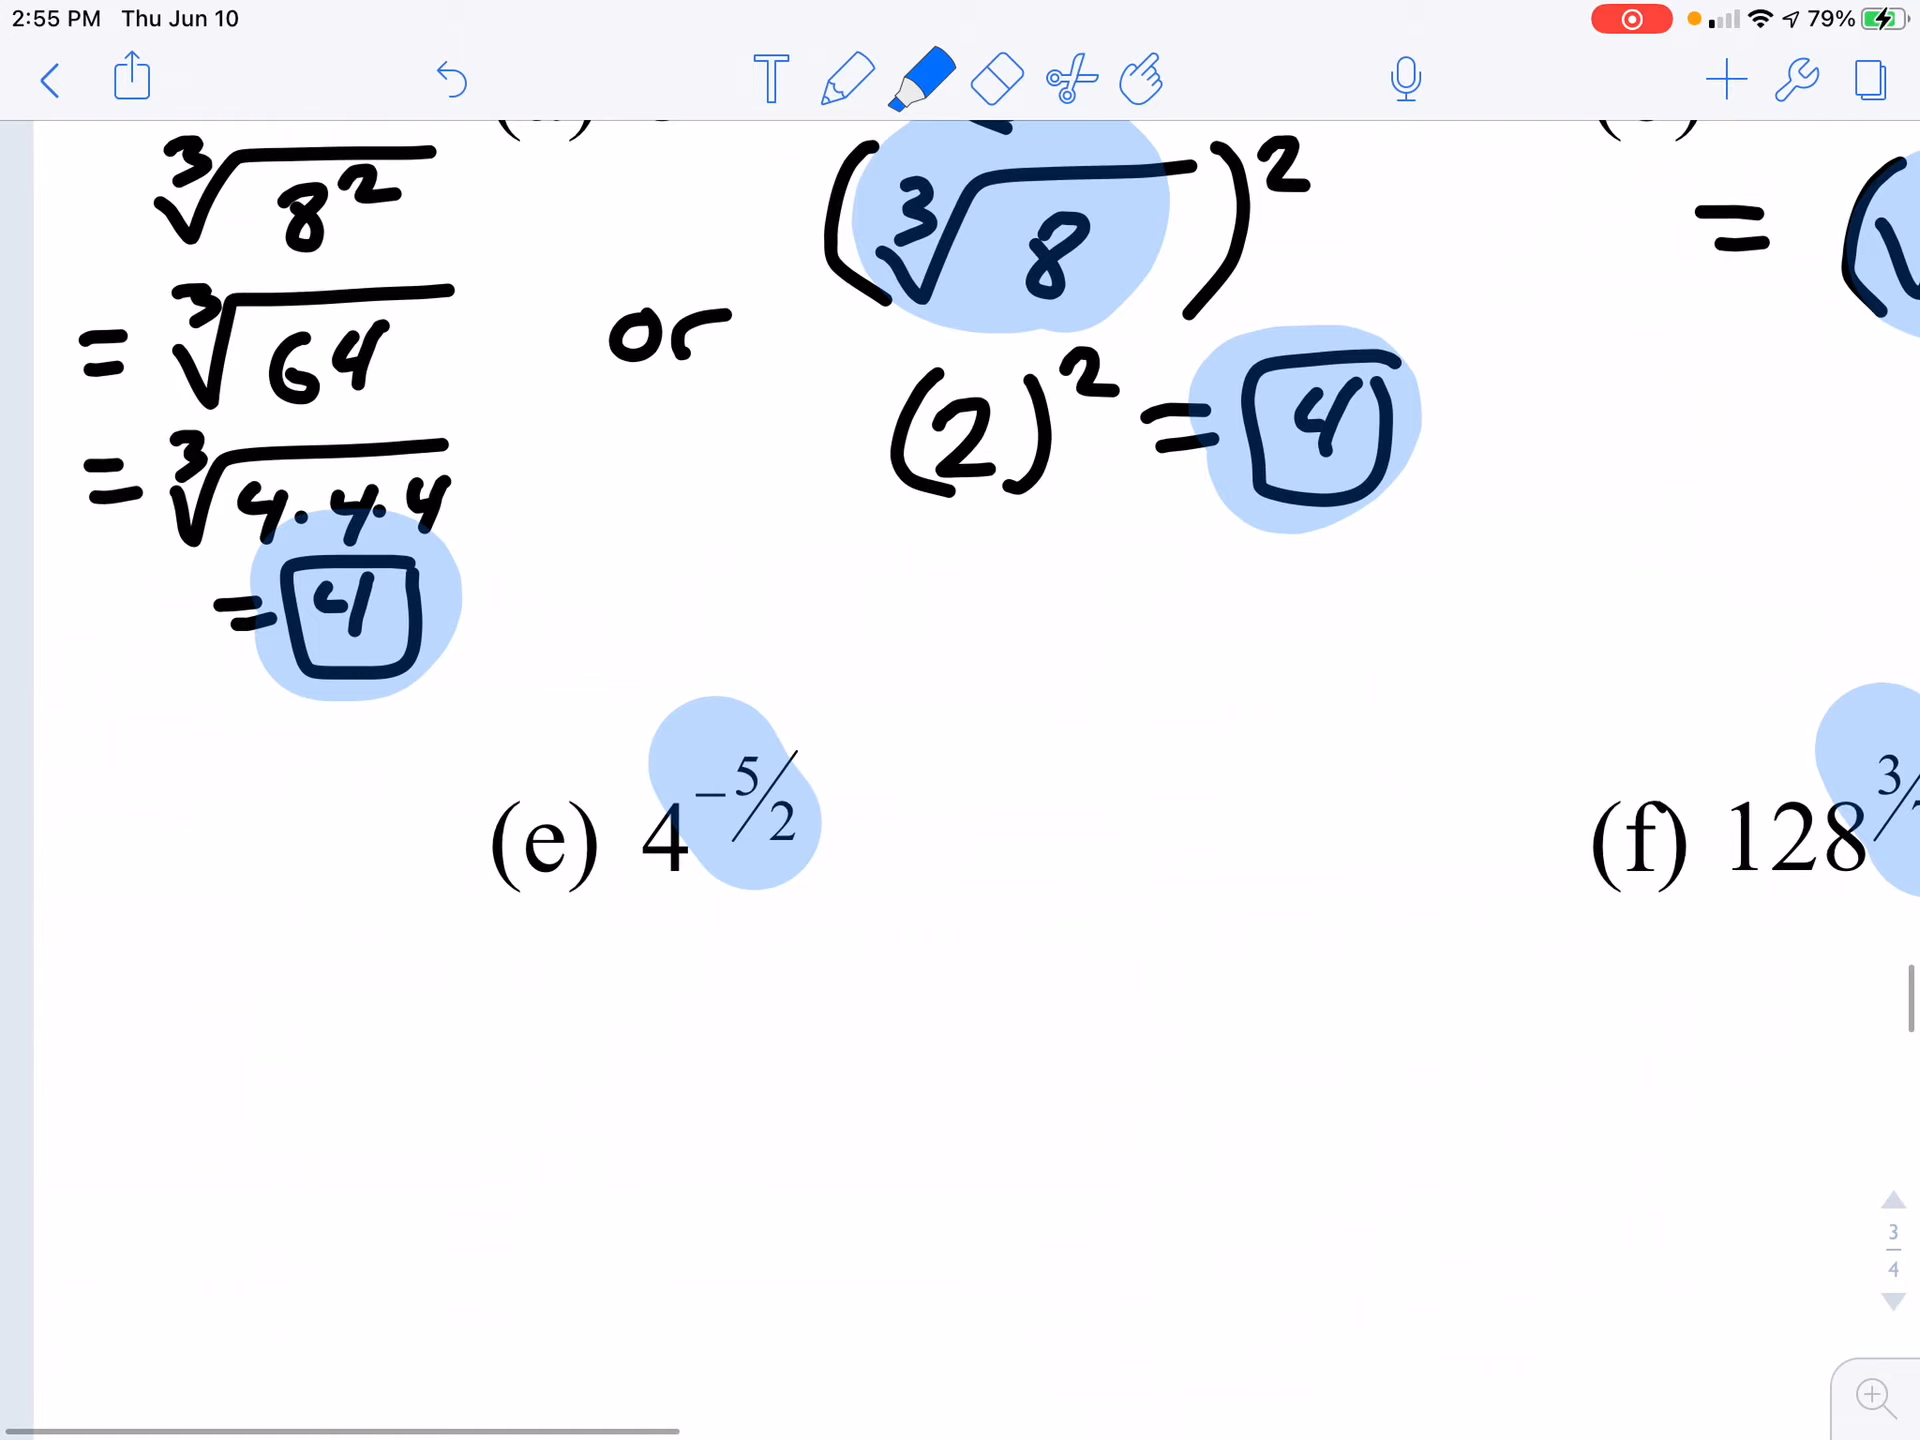 2:55 PM Thu Jun 10 79%
T
∛8²
= ∛64
= ∛4·4·4
= 4
or
(∛8)²
(2)² = 4
= (√
(e) 4^(−5/2)
(f) 128^(3/
3
4